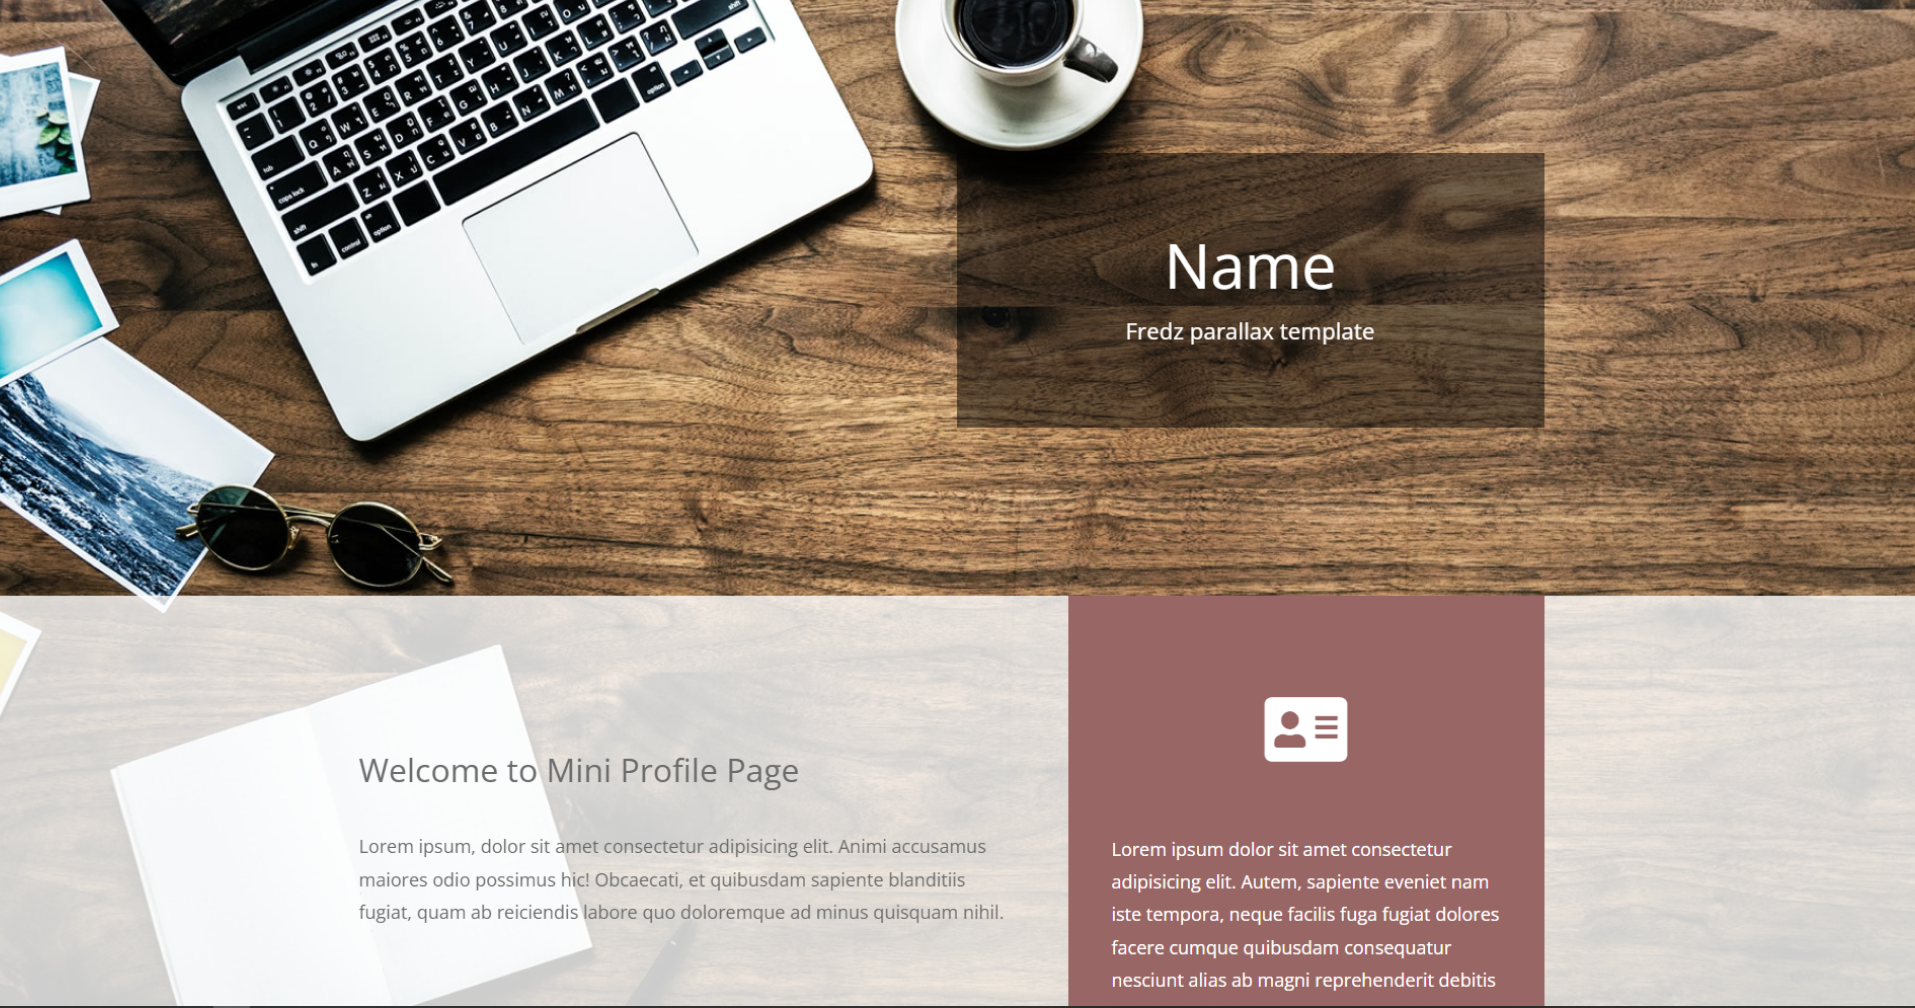 Name
Fredz parallax template
Welcome to Mini Profile Page
Lorem ipsum, dolor sit amet consectetur adipisicing elit. Animi accusamus
maiores odio possimus hic! Obcaecati, et quibusdam sapiente blanditiis
fugiat, quam ab reiciendis labore quo doloremque ad minus quisquam nihil.
Lorem ipsum dolor sit amet consectetur
adipisicing elit. Autem, sapiente eveniet nam
iste tempora, neque facilis fuga fugiat dolores
facere cumque quibusdam consequatur
nesciunt alias ab magni reprehenderit debitis